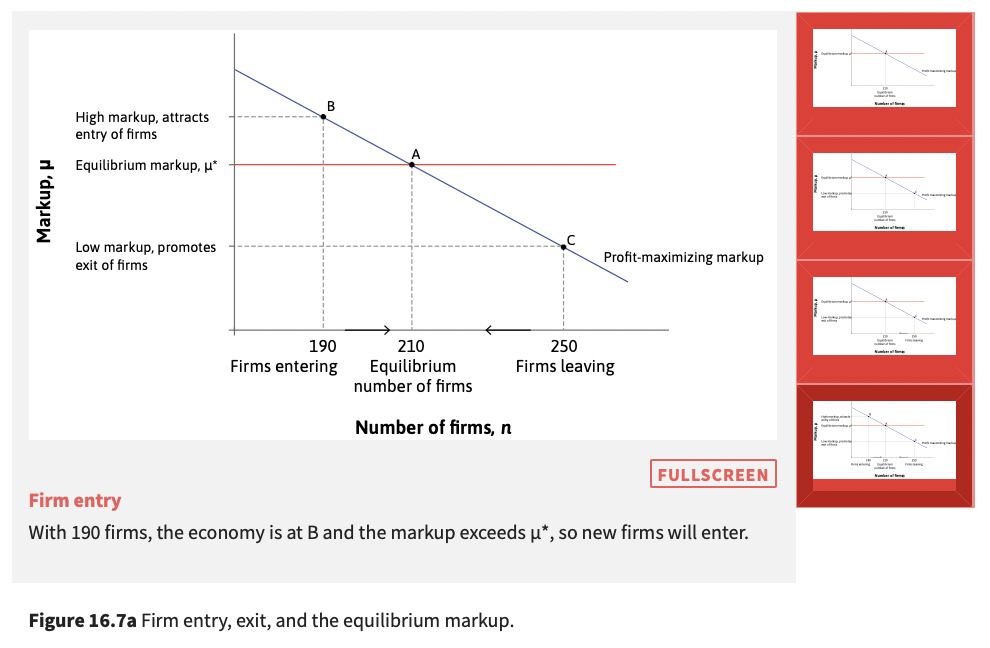 B
High markup, attracts
entry of firms
A
Equilibrium markup, μ*
Markup, μ
C
Low markup, promotes
exit of firms
Profit-maximizing markup
190 210 250
Firms entering Equilibrium Firms leaving
number of firms
Number of firms, n
FULLSCREEN
Firm entry
With 190 firms, the economy is at B and the markup exceeds μ*, so new firms will enter.
Figure 16.7a Firm entry, exit, and the equilibrium markup.